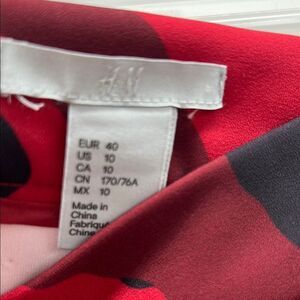 H&M
EUR 40
US 10
CA 10
CN 170/76A
MX 10
Made in
China
Fabriqué
Chine